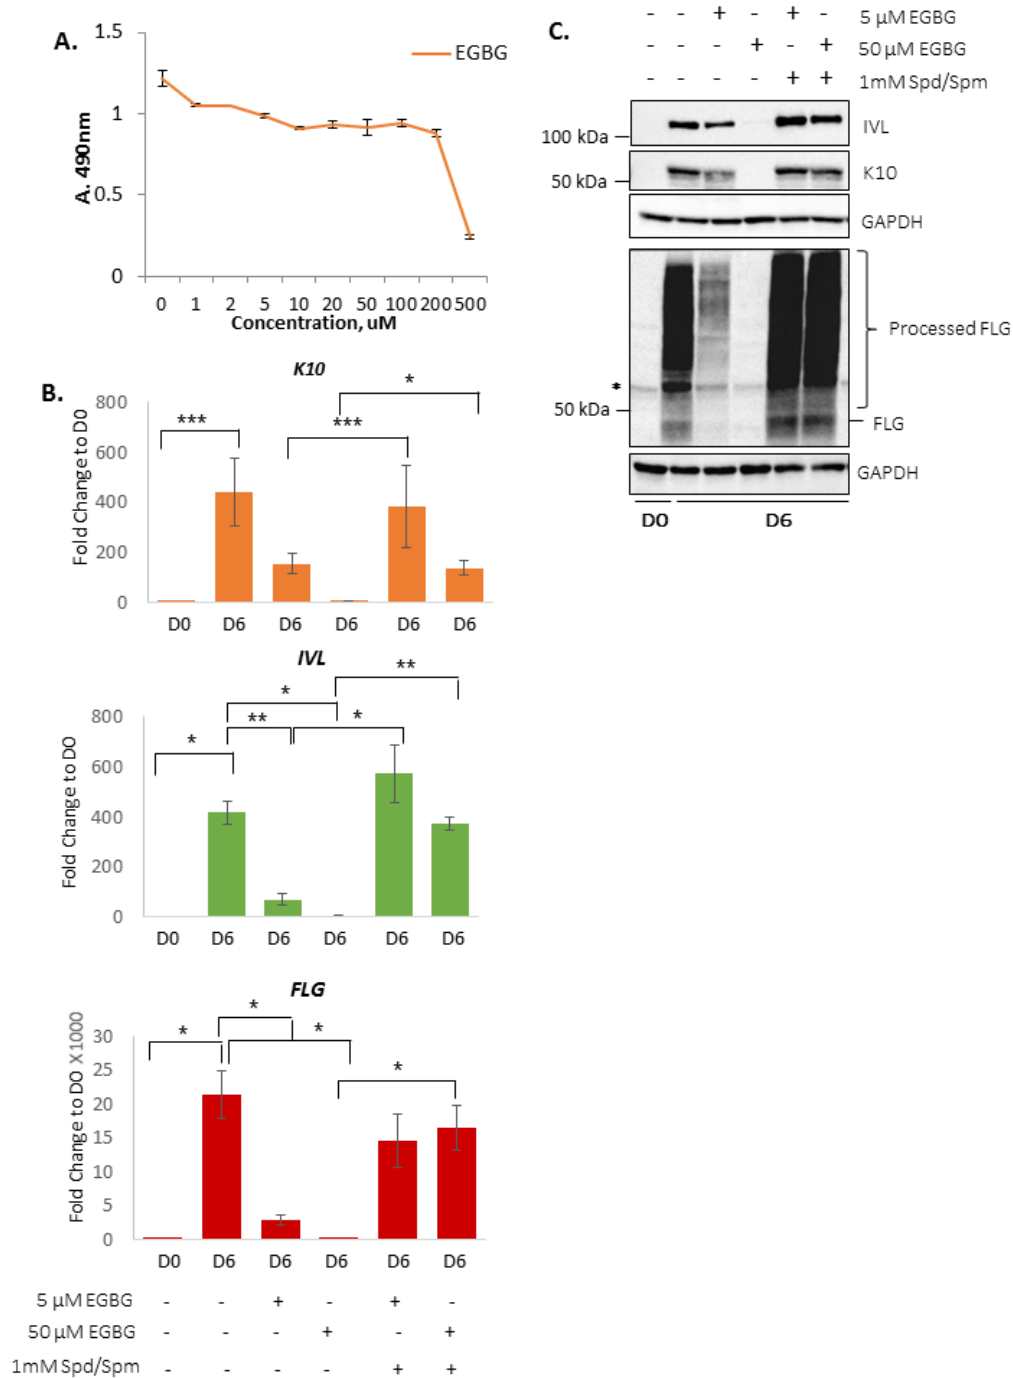 A.
1.5
1
0.5
0
A. 490nm
EGBG
0 1 2 5 10 20 50 100 200 500
Concentration, uM
B.
K10
800
600
400
200
0
Fold Change to D0
*** *** *
D0 D6 D6 D6 D6 D6
IVL
800
600
400
200
0
Fold Change to DO
* ** * * **
D0 D6 D6 D6 D6 D6
FLG
30
25
20
15
10
5
0
Fold Change to DO X1000
* * * *
D0 D6 D6 D6 D6 D6
- - + - + - 5 µM EGBG
- - - + - + 50 µM EGBG
- - - - + + 1mM Spd/Spm
C.
- - + - + - 5 µM EGBG
- - - + - + 50 µM EGBG
- - - - + + 1mM Spd/Spm
100 kDa IVL
50 kDa K10
GAPDH
Processed FLG
*
50 kDa
FLG
GAPDH
D0 D6